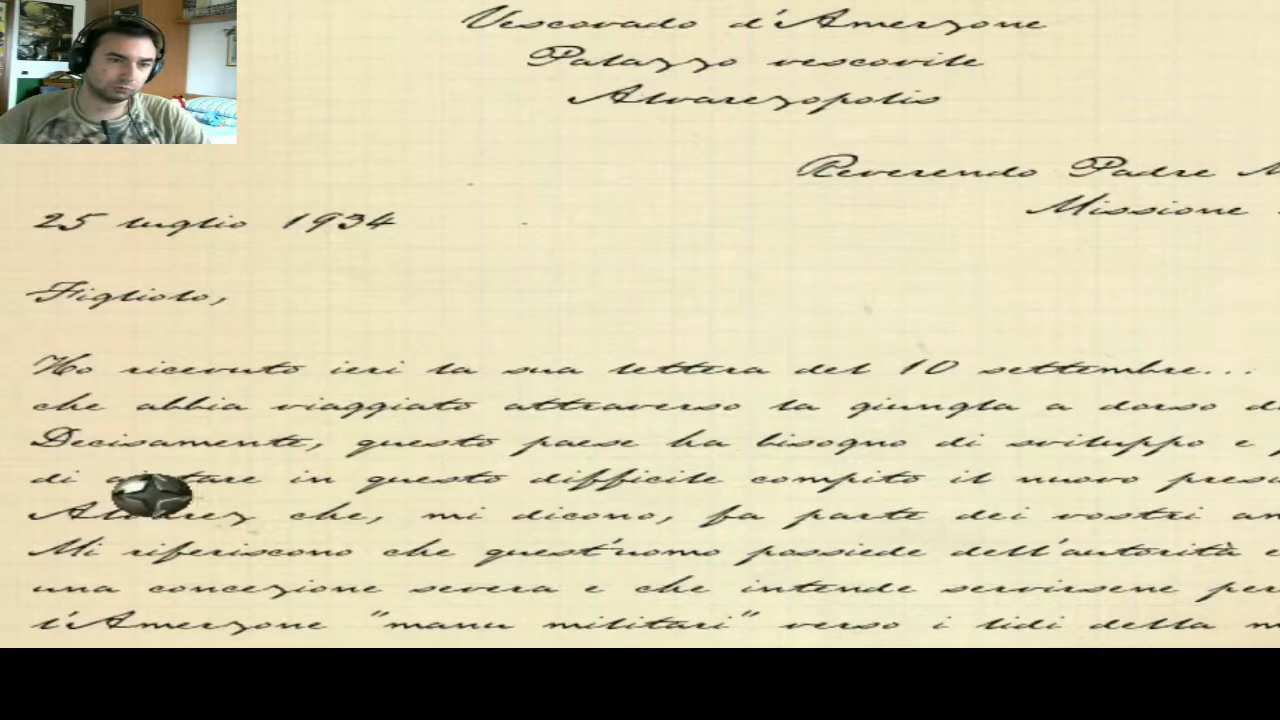 Vescovado d'Amerzone
Palazzo vescovile
Alvarezopolis
Reverendo Padre
Missione
25 luglio 1934
Figliolo,
Ho ricevuto ieri la sua lettera del 10 settembre...
che abbia viaggiato attraverso la giungla a dorso
Decisamente, questo paese ha bisogno di sviluppo e
di aiutare in questo difficile compito il nuovo
Alvarez che, mi dicono, fa parte dei vostri
Mi riferiscono che quest'uomo possiede dell'autorità e
una concezione severa e che intende servirsene per
l'Amerzone "manu militari" verso i lidi della